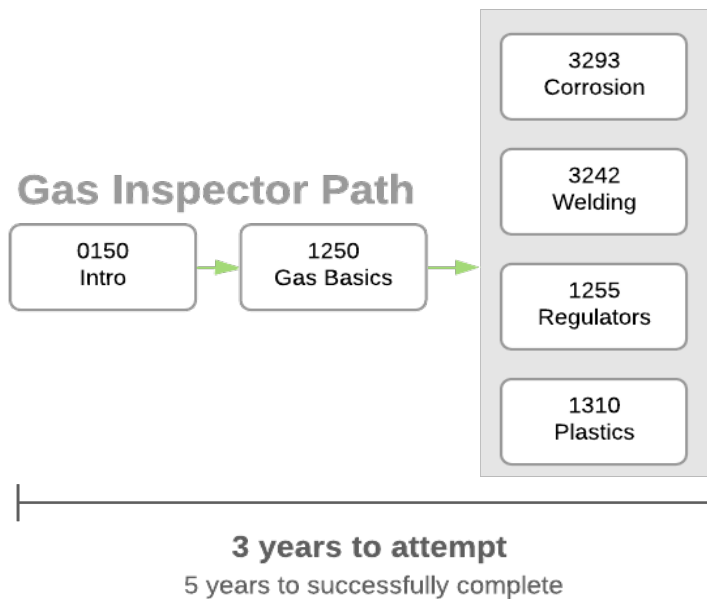 Gas Inspector Path
0150
Intro
1250
Gas Basics
3293
Corrosion
3242
Welding
1255
Regulators
1310
Plastics
3 years to attempt
5 years to successfully complete